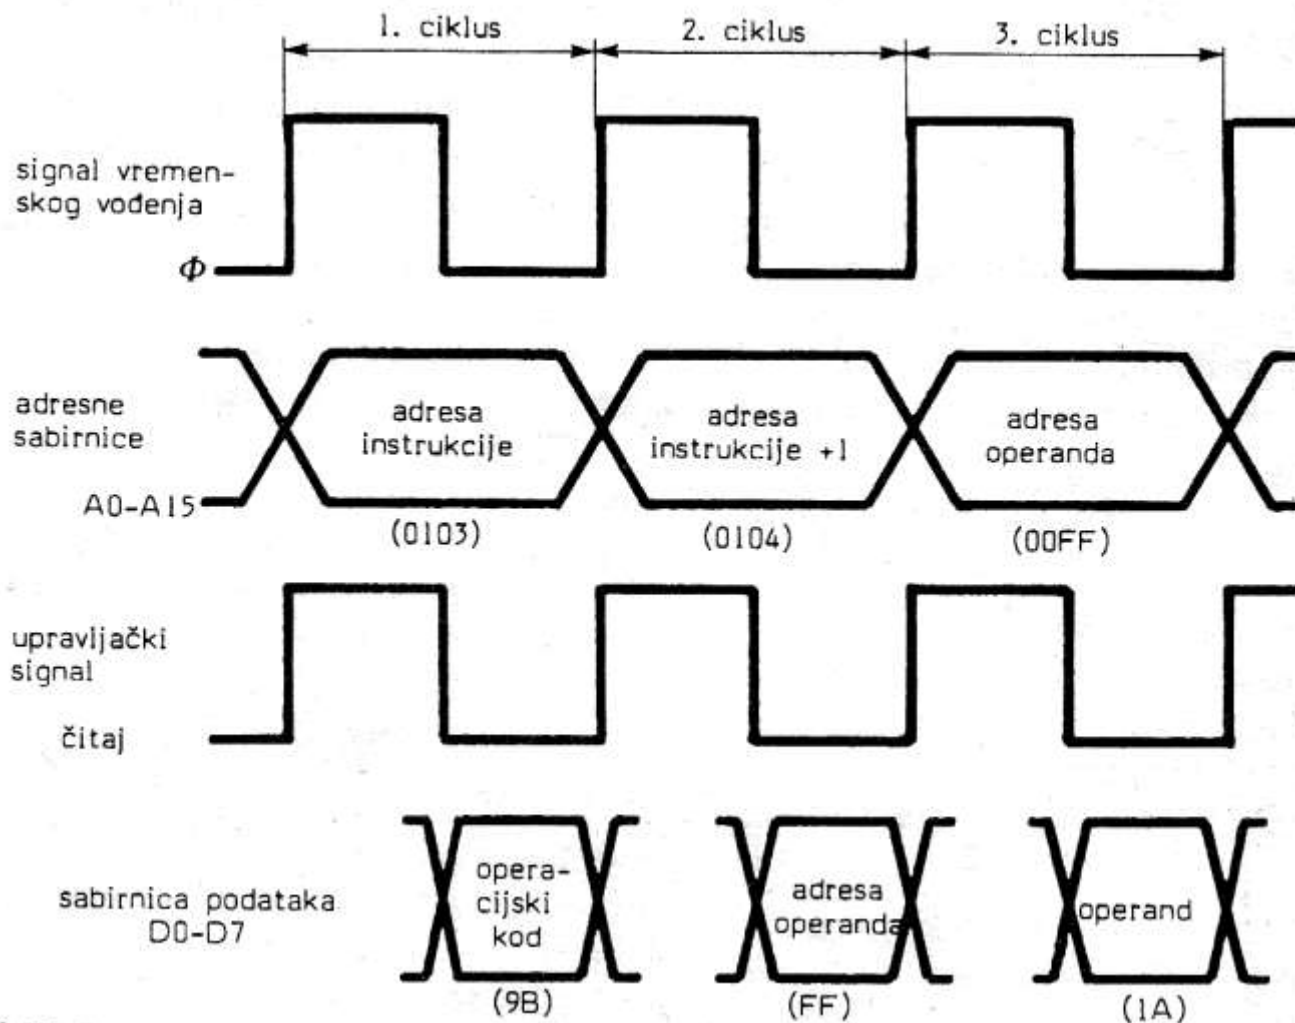 1. ciklus
2. ciklus
3. ciklus
signal vremen-
skog vođenja
Φ
adresne
sabirnice
A0-A15
adresa
instrukcije
(0103)
adresa
instrukcije +1
(0104)
adresa
operanda
(00FF)
upravijački
signal
čitaj
sabirnica podataka
D0-D7
opera-
cijski
kod
(9B)
adresa
operanda
(FF)
operand
(1A)